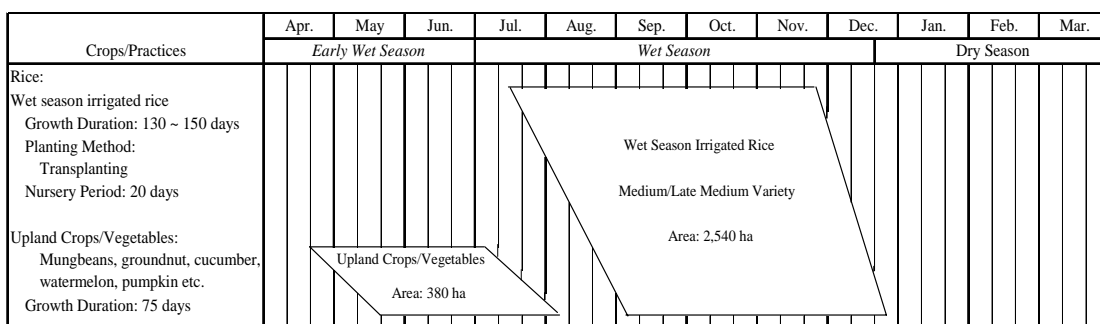 Apr. May Jun. Jul. Aug. Sep. Oct. Nov. Dec. Jan. Feb. Mar.
Crops/Practices Early Wet Season Wet Season Dry Season
Rice:
Wet season irrigated rice
Growth Duration: 130 ~ 150 days
Planting Method:
Transplanting
Nursery Period: 20 days
Wet Season Irrigated Rice
Medium/Late Medium Variety
Area: 2,540 ha
Upland Crops/Vegetables:
Mungbeans, groundnut, cucumber,
watermelon, pumpkin etc.
Growth Duration: 75 days
Upland Crops/Vegetables
Area: 380 ha